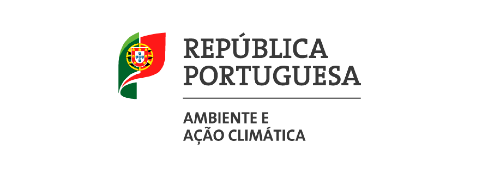 REPÚBLICA
PORTUGUESA
AMBIENTE E
AÇÃO CLIMÁTICA